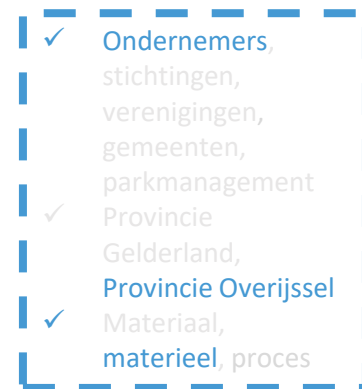 ✓ Ondernemers,
stichtingen,
verenigingen,
gemeenten,
parkmanagement
✓ Provincie
Gelderland,
Provincie Overijssel
✓ Materiaal,
materieel, proces